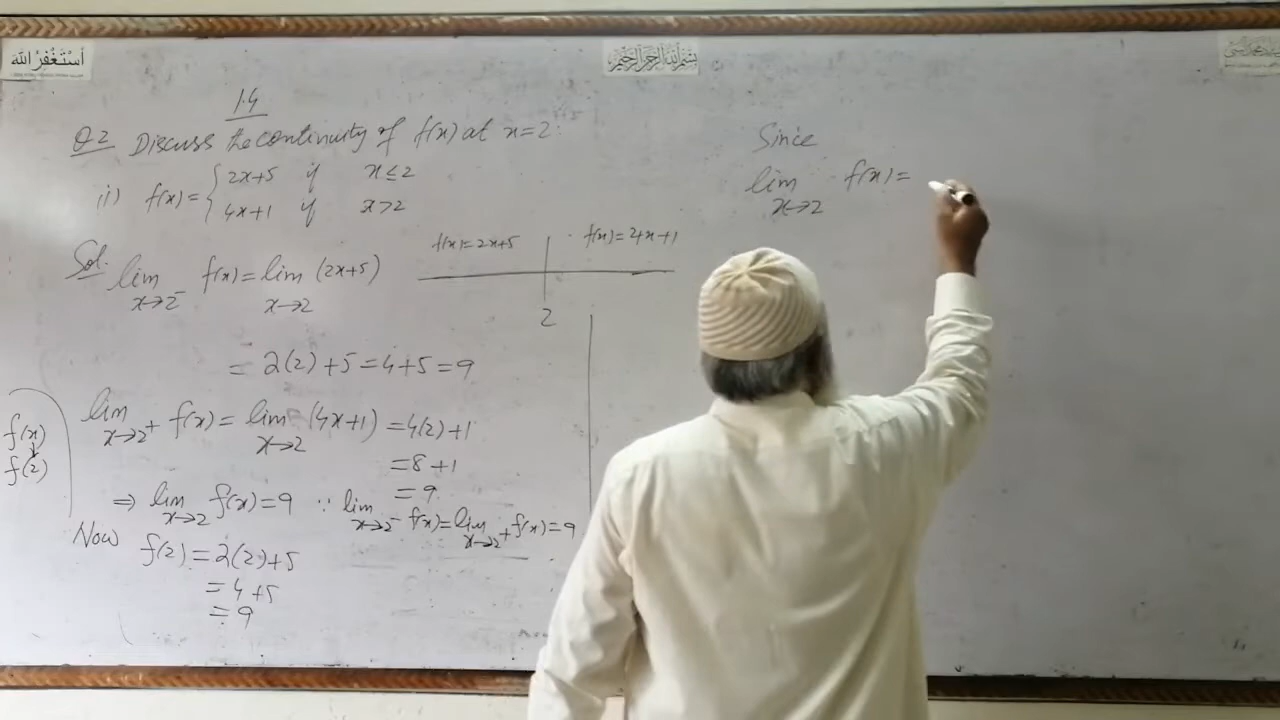 أستغفر الله
بسم الله الرحمن الرحيم
1.4
Q.2 Discuss the continuity of f(x) at x=2.
i) f(x)= { 2x+5 if x≤2
4x+1 if x>2
Sol. lim x→2⁻ f(x)=lim x→2 (2x+5)
f(x)=2x+5 f(x)=4x+1
2
= 2(2)+5=4+5=9
lim x→2⁺ f(x)= lim x→2 (4x+1) =4(2)+1
=8+1
=9
f(x)
↓
f(2)
⇒ lim x→2 f(x)=9 ∵ lim x→2⁻ f(x)=lim x→2⁺ f(x)=9
Now f(2)=2(2)+5
=4+5
=9
Since
lim x→2 f(x)=